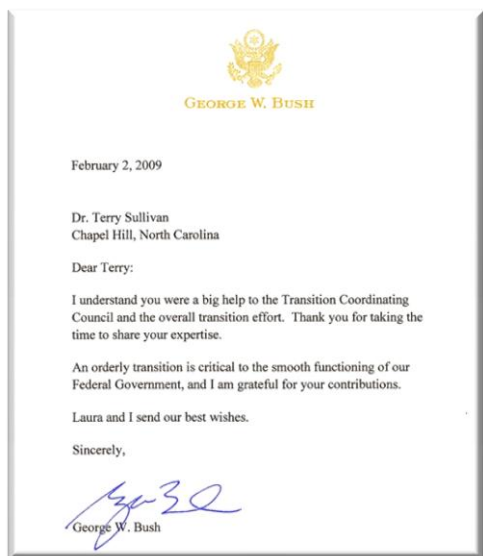 GEORGE W. BUSH
February 2, 2009
Dr. Terry Sullivan
Chapel Hill, North Carolina
Dear Terry:
I understand you were a big help to the Transition Coordinating
Council and the overall transition effort. Thank you for taking the
time to share your expertise.
An orderly transition is critical to the smooth functioning of our
Federal Government, and I am grateful for your contributions.
Laura and I send our best wishes.
Sincerely,
George W. Bush